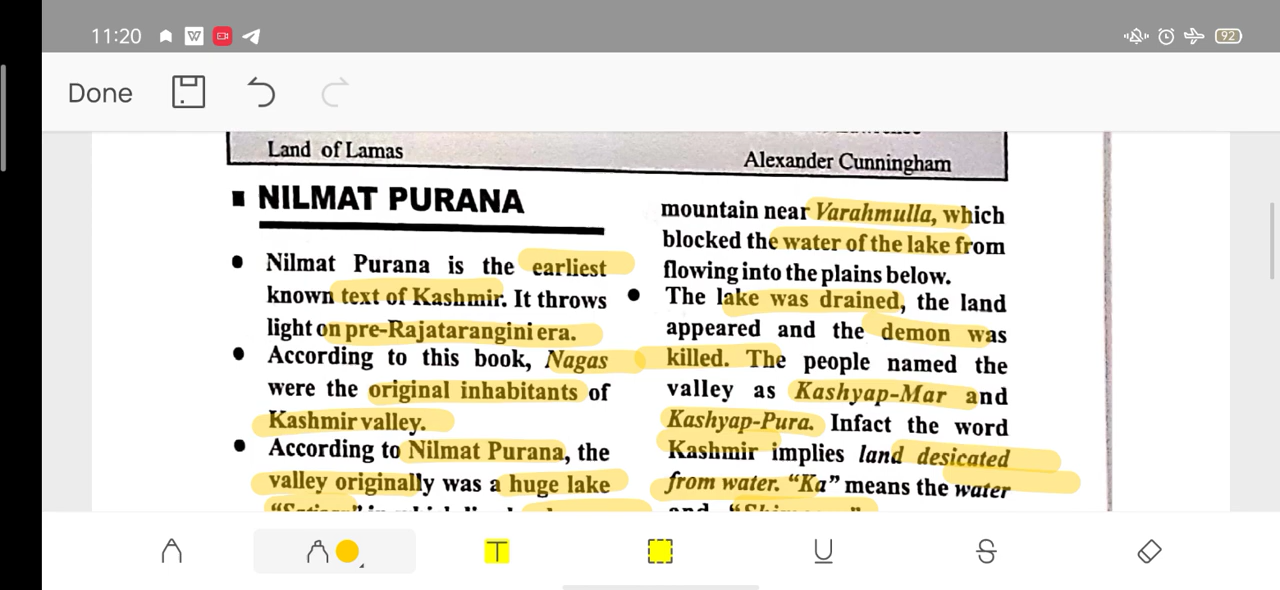 11:20
92
Done
Land of Lamas
Alexander Cunningham
NILMAT PURANA
• Nilmat Purana is the earliest
known text of Kashmir. It throws
light on pre-Rajatarangini era.
• According to this book, Nagas
were the original inhabitants of
Kashmir valley.
• According to Nilmat Purana, the
valley originally was a huge lake
mountain near Varahmulla, which
blocked the water of the lake from
flowing into the plains below.
• The lake was drained, the land
appeared and the demon was
killed. The people named the
valley as Kashyap-Mar and
Kashyap-Pura. Infact the word
Kashmir implies land desicated
from water. “Ka” means the water
T
U
S